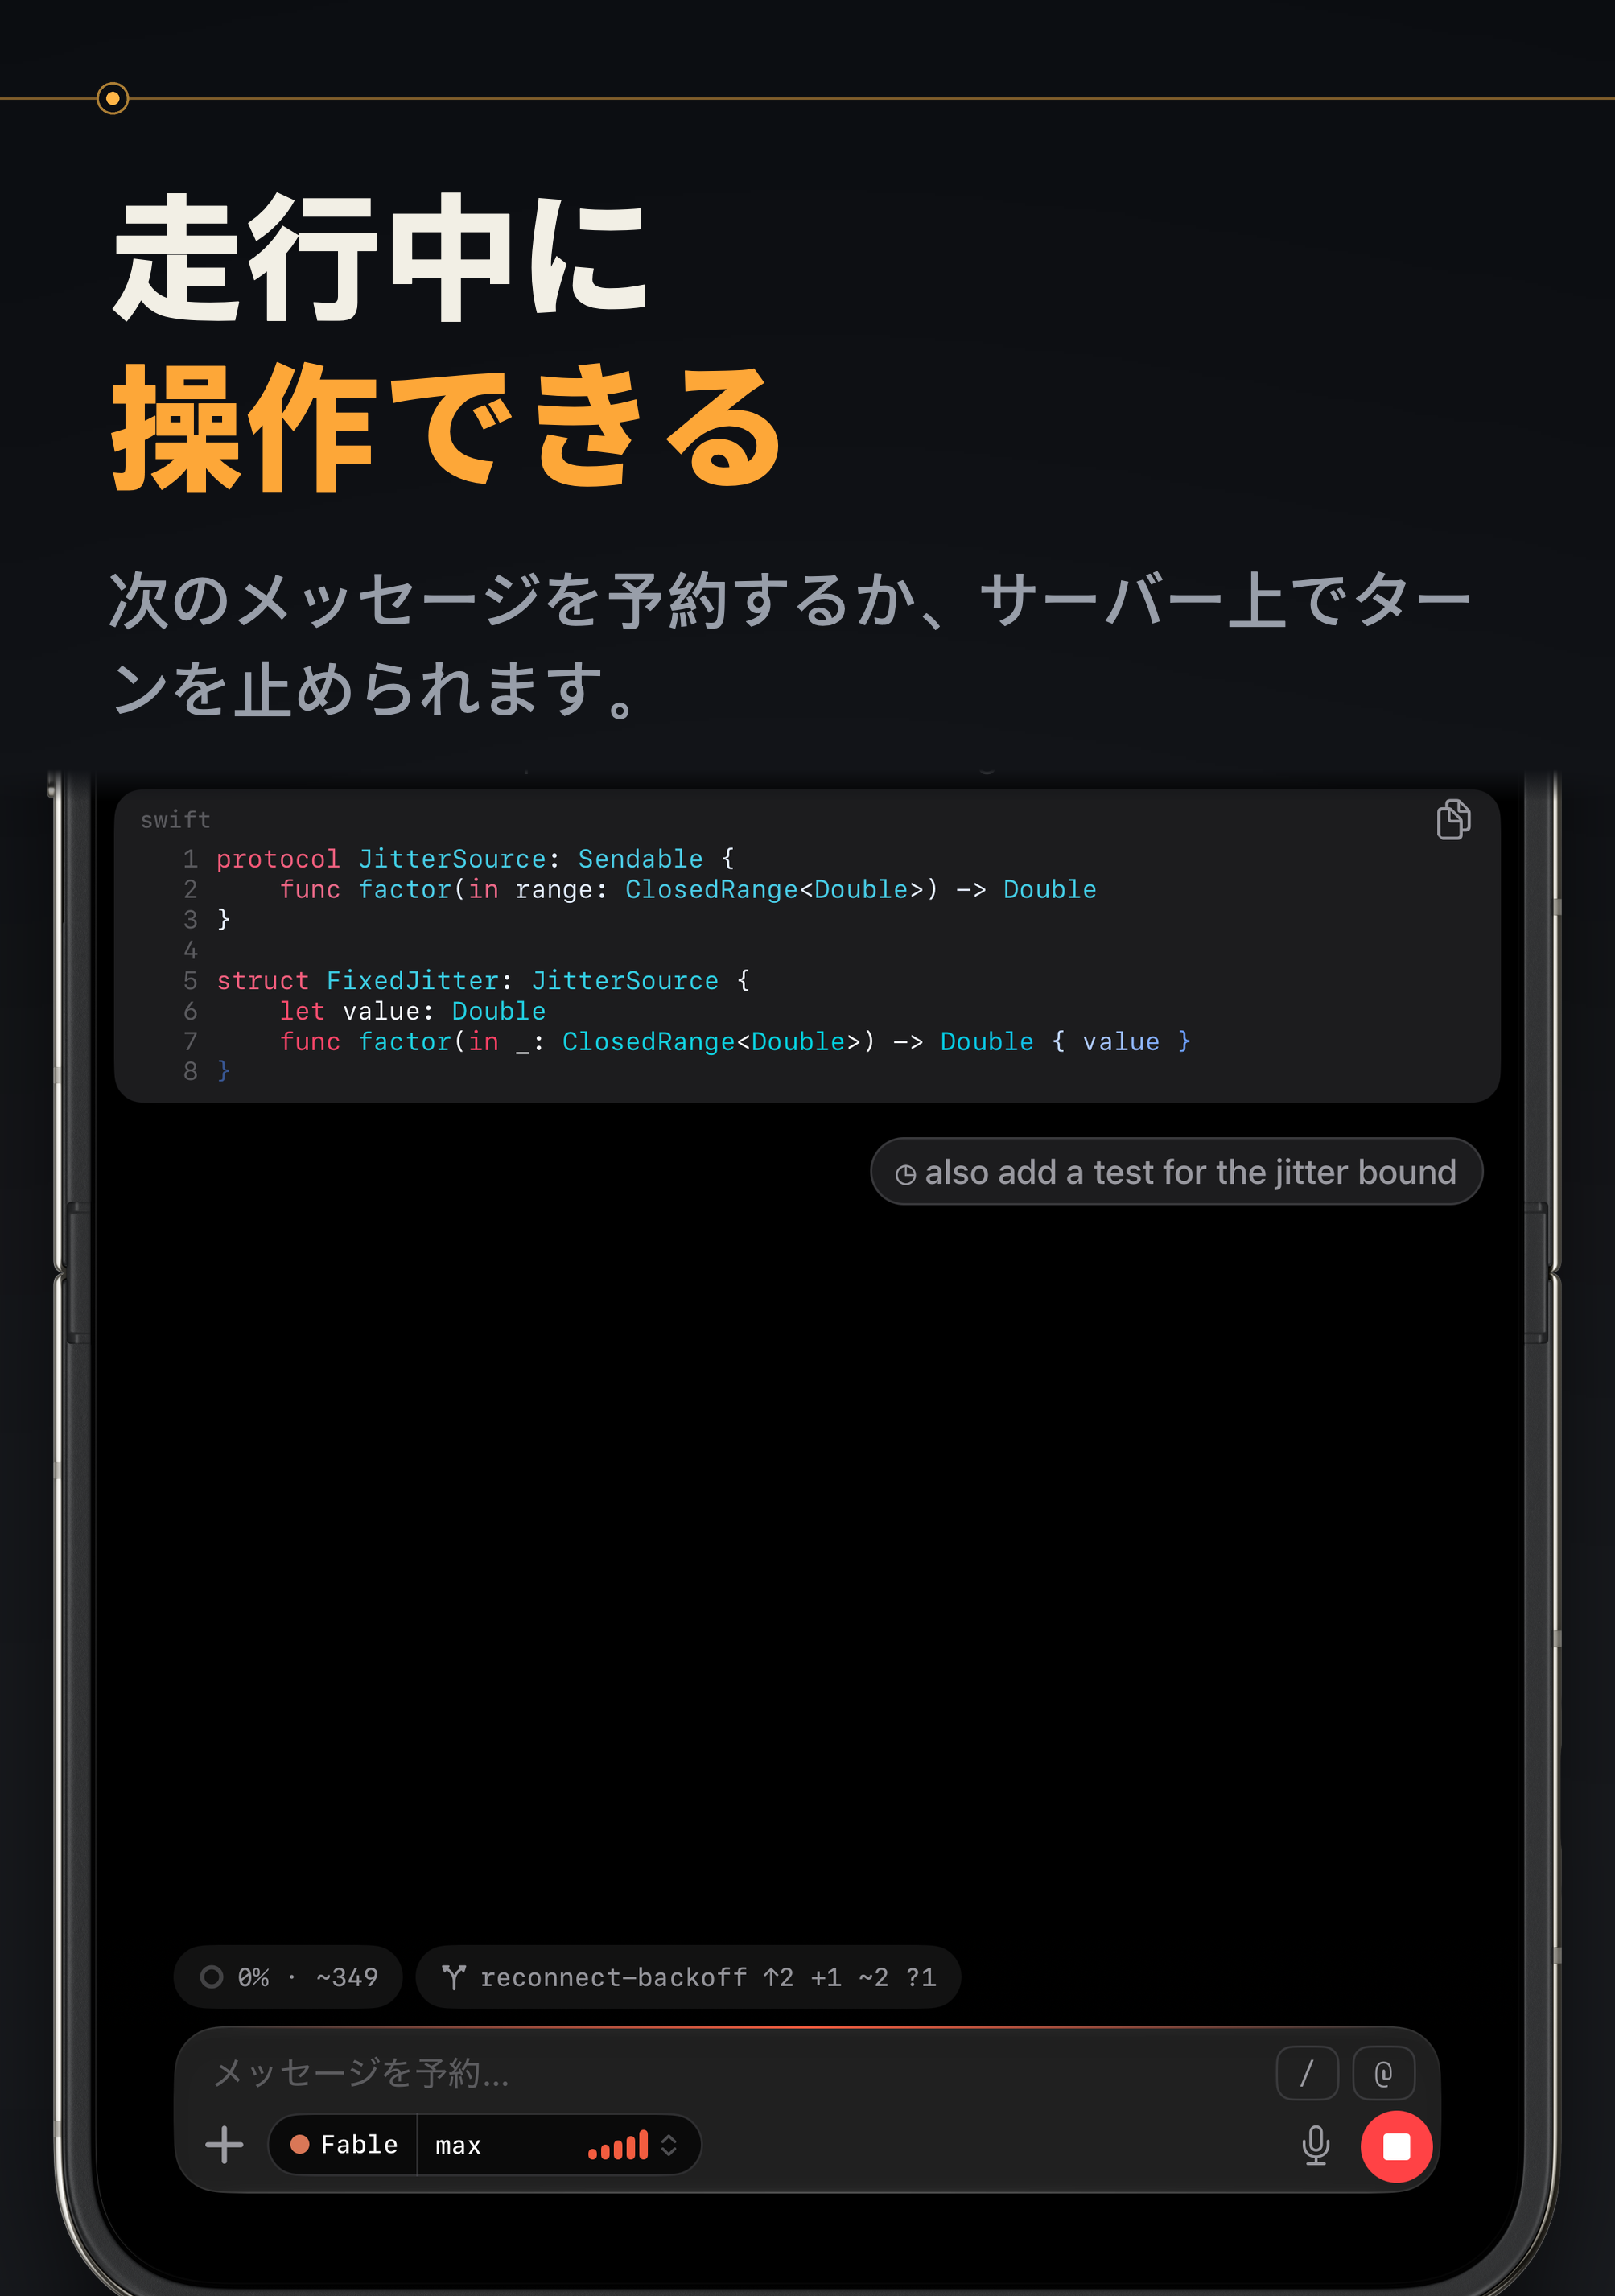 走行中に
操作できる
次のメッセージを予約するか、サーバー上でター
ンを止められます。
swift
1 protocol JitterSource: Sendable {
2     func factor(in range: ClosedRange<Double>) -> Double
3 }
4
5 struct FixedJitter: JitterSource {
6     let value: Double
7     func factor(in _: ClosedRange<Double>) -> Double { value }
8 }
also add a test for the jitter bound
0% · ~349
reconnect-backoff ↑2 +1 ~2 ?1
メッセージを予約...
/ @
Fable max